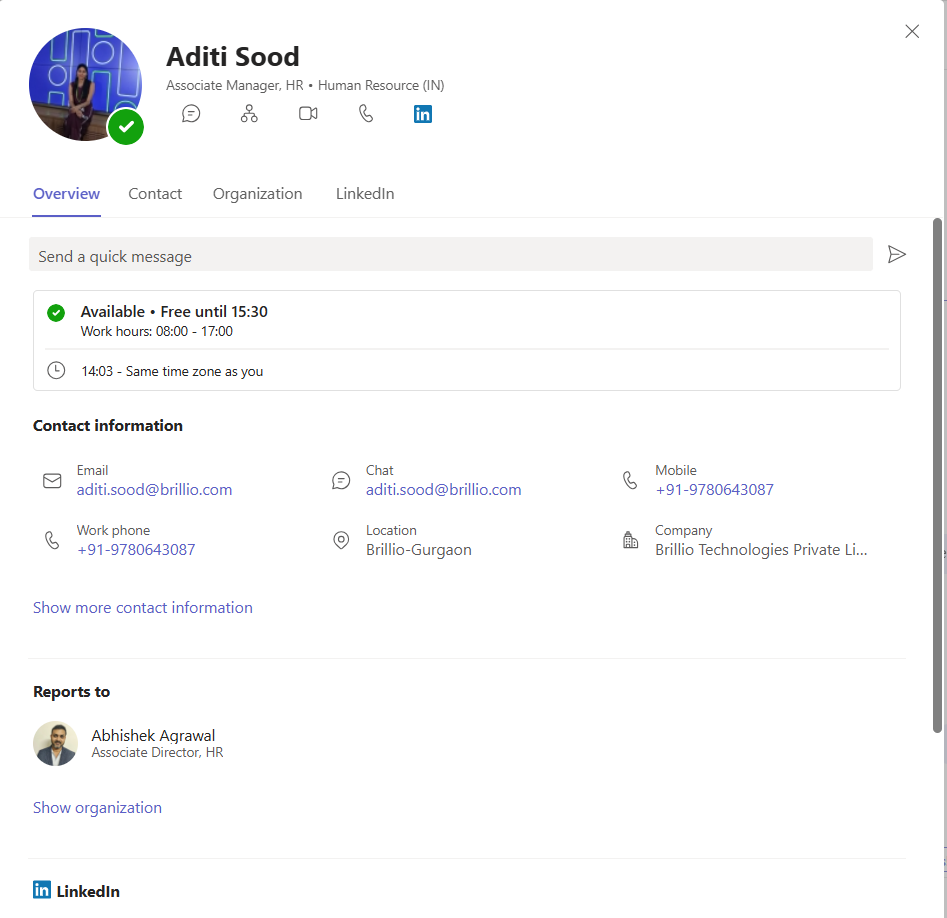 Aditi Sood
Associate Manager, HR • Human Resource (IN)
in
Overview Contact Organization LinkedIn
Send a quick message
Available • Free until 15:30
Work hours: 08:00 - 17:00
14:03 - Same time zone as you
Contact information
Email
aditi.sood@brillio.com
Chat
aditi.sood@brillio.com
Mobile
+91-9780643087
Work phone
+91-9780643087
Location
Brillio-Gurgaon
Company
Brillio Technologies Private Li...
Show more contact information
Reports to
Abhishek Agrawal
Associate Director, HR
Show organization
in LinkedIn